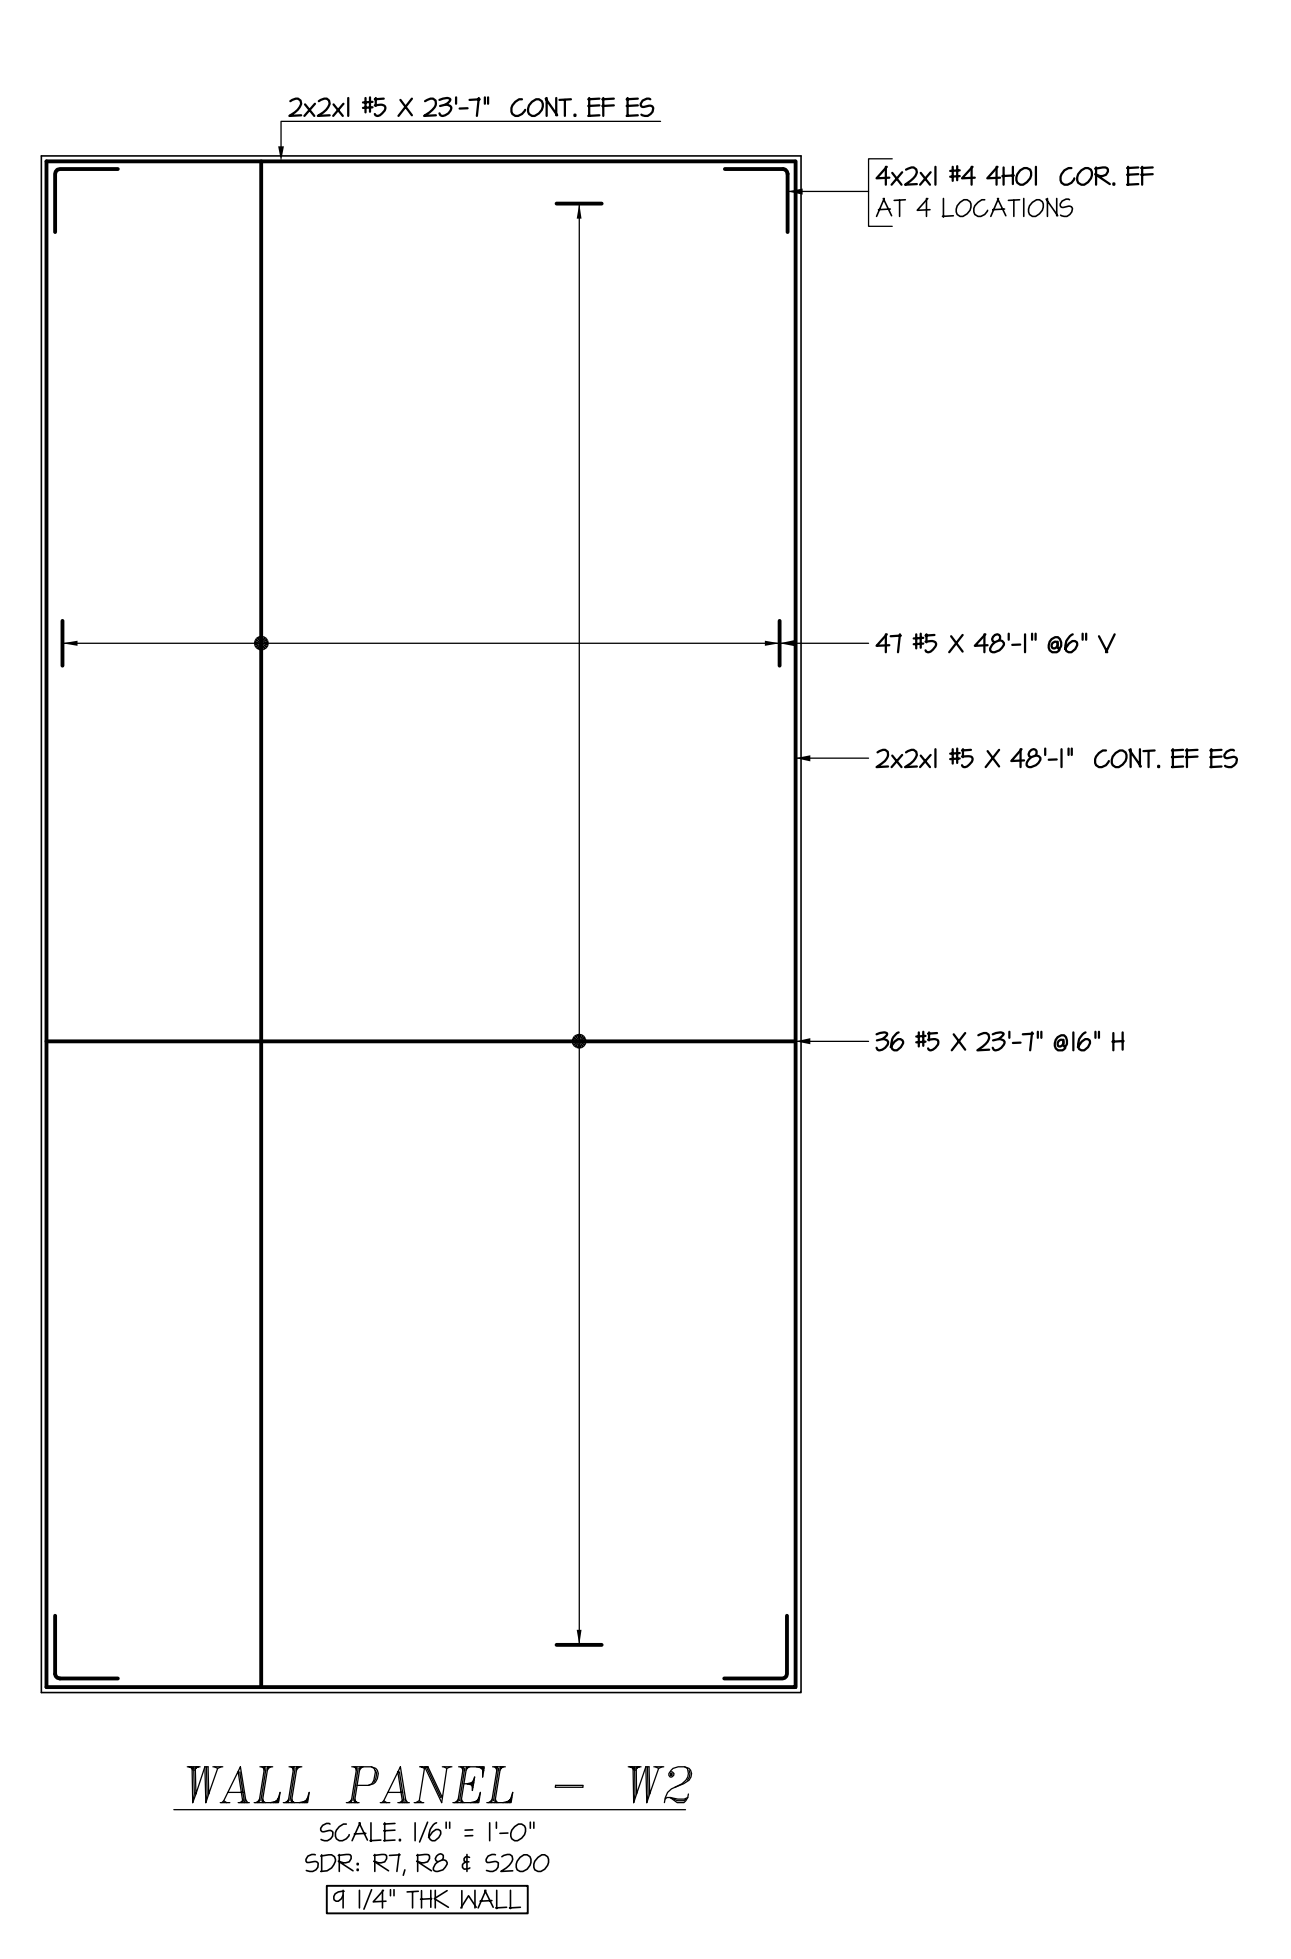 2x2x1 #5 X 23'-7" CONT. EF ES
4x2x1 #4 4H01 COR. EF
AT 4 LOCATIONS
47 #5 X 48'-1" @6" V
2x2x1 #5 X 48'-1" CONT. EF ES
36 #5 X 23'-7" @16" H
WALL PANEL - W2
SCALE. 1/6" = 1'-0"
SDR: R7, R8 & S200
9 1/4" THK WALL